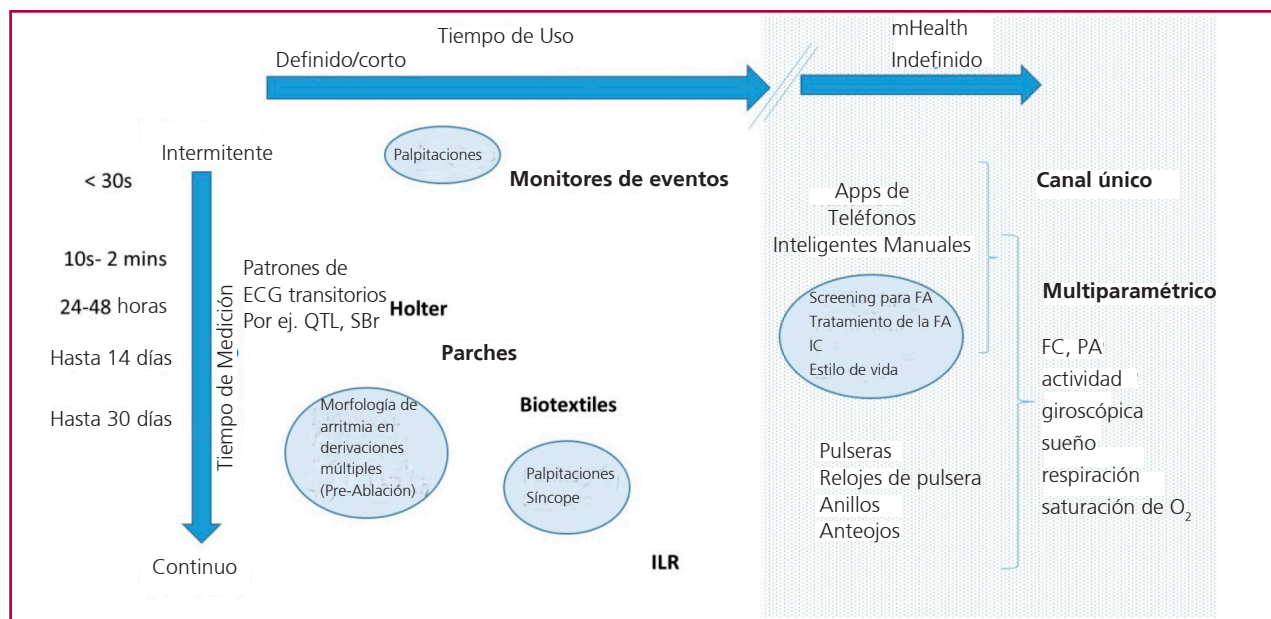 Tiempo de Uso
Definido/corto
mHealth
Indefinido
Intermitente
< 30s
10s- 2 mins
24-48 horas
Hasta 14 días
Hasta 30 días
Tiempo de Medición
Continuo
Palpitaciones
Monitores de eventos
Patrones de
ECG transitorios
Por ej. QTL, SBr
Holter
Parches
Biotextiles
Morfología de
arritmia en
derivaciones
múltiples
(Pre-Ablación)
Palpitaciones
Síncope
ILR
Apps de
Teléfonos
Inteligentes Manuales
Screening para FA
Tratamiento de la FA
IC
Estilo de vida
Pulseras
Relojes de pulsera
Anillos
Anteojos
Canal único
Multiparamétrico
FC, PA
actividad
giroscópica
sueño
respiración
saturación de O₂